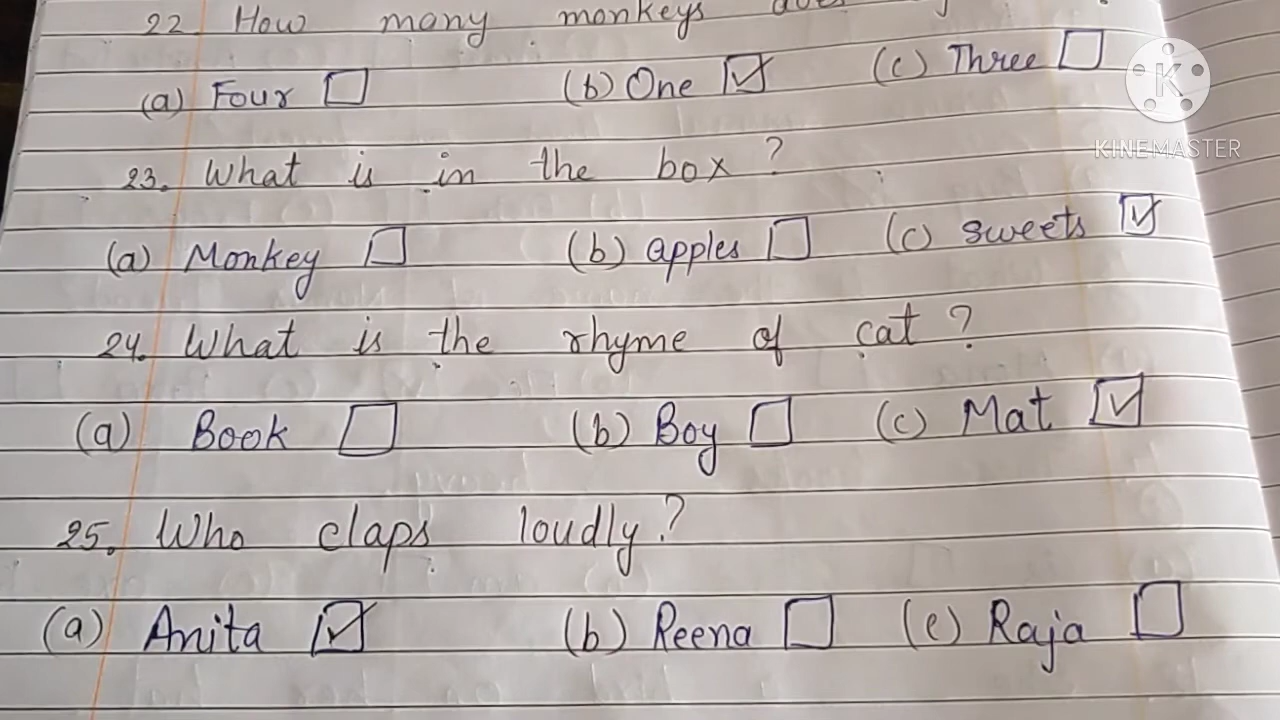 22 How many monkeys does
(a) Four ☐ (b) One ☑ (c) Three ☐
KINEMASTER
23. What is in the box?
(a) Monkey ☐ (b) apples ☐ (c) sweets ☑
24. What is the rhyme of cat?
(a) Book ☐ (b) Boy ☐ (c) Mat ☑
25. Who claps loudly?
(a) Anita ☑ (b) Reena ☐ (c) Raja ☐